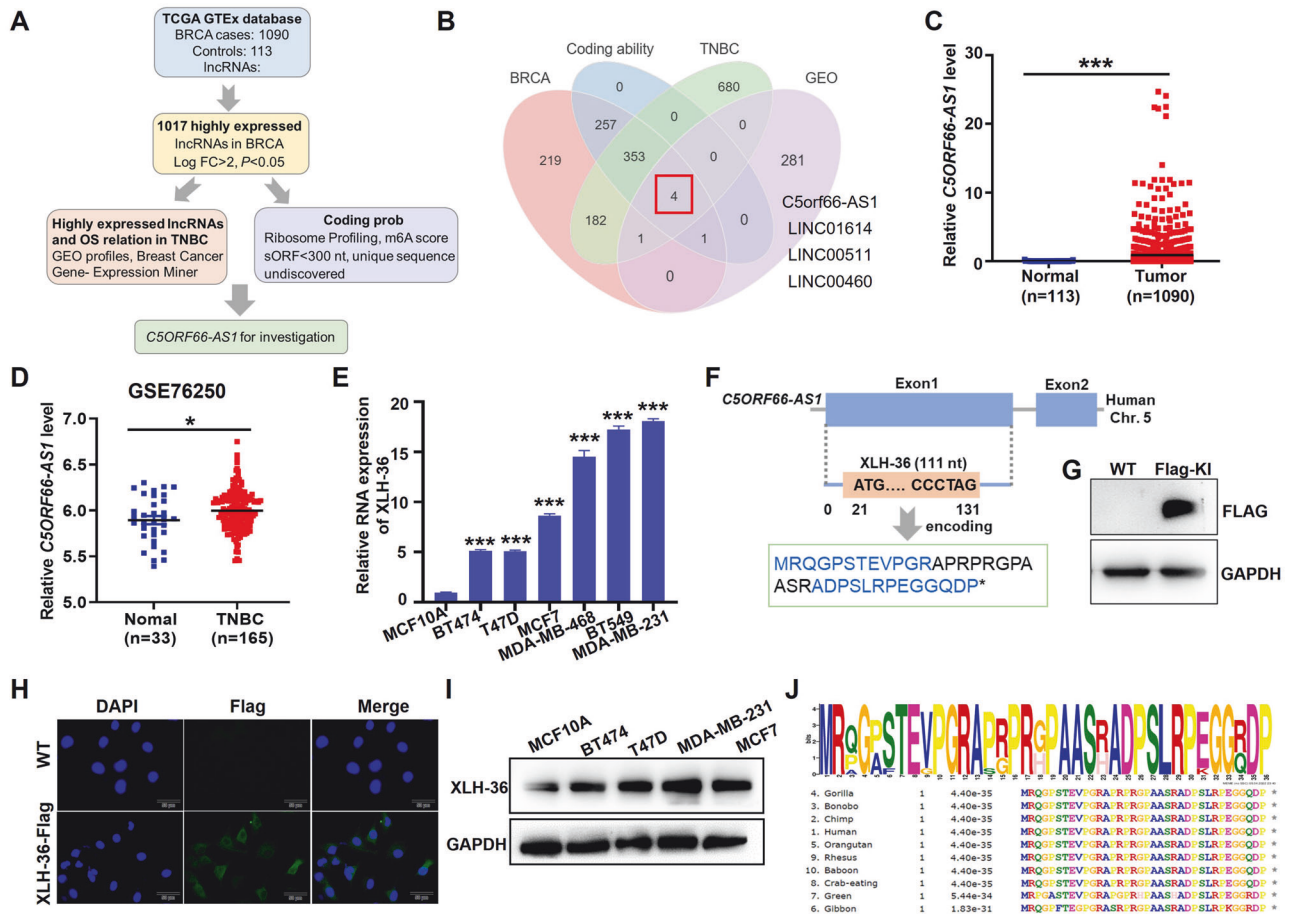 A
TCGA GTEx database
BRCA cases: 1090
Controls: 113
lncRNAs:
1017 highly expressed
lncRNAs in BRCA
Log FC>2, P<0.05
Highly expressed lncRNAs
and OS relation in TNBC
GEO profiles, Breast Cancer
Gene- Expression Miner
Coding prob
Ribosome Profiling, m6A score
sORF<300 nt, unique sequence
undiscovered
C5ORF66-AS1 for investigation
B
Coding ability
TNBC
BRCA
GEO
0
680
257
0
0
219
353
0
281
4
182
0
1
1
0
C5orf66-AS1
LINC01614
LINC00511
LINC00460
C
Relative C5ORF66-AS1 level
30
20
10
0
***
Normal
(n=113)
Tumor
(n=1090)
D
GSE76250
Relative C5ORF66-AS1 level
7.0
6.5
6.0
5.5
5.0
*
Nomal
(n=33)
TNBC
(n=165)
E
Relative RNA expression
of XLH-36
20
15
10
5
0
***
***
***
***
***
***
MCF10A
BT474
T47D
MCF7
MDA-MB-468
BT549
MDA-MB-231
F
C5ORF66-AS1
Exon1
Exon2
Human
Chr. 5
XLH-36 (111 nt)
ATG.... CCCTAG
0
21
131
encoding
MRQGPSTEVPGRAPRPRGPA
ASRADPSLRPEGGQDP*
G
WT
Flag-KI
FLAG
GAPDH
H
DAPI
Flag
Merge
WT
XLH-36-Flag
I
MCF10A
BT474
T47D
MDA-MB-231
MCF7
XLH-36
GAPDH
J
4. Gorilla 1 4.40e-35 MRQGPSTEVPGRAPRPRGPAASRADPSLRPEGGQDP *
3. Bonobo 1 4.40e-35 MRQGPSTEVPGRAPRPRGPAASRADPSLRPEGGQDP *
2. Chimp 1 4.40e-35 MRQGPSTEVPGRAPRPRGPAASRADPSLRPEGGQDP *
1. Human 1 4.40e-35 MRQGPSTEVPGRAPRPRGPAASRADPSLRPEGGQDP *
5. Orangutan 1 4.40e-35 MRQGPSTEVPGRAPRPRGPAASRADPSLRPEGGQDP *
9. Rhesus 1 4.40e-35
10. Baboon 1 4.40e-35
8. Crab-eating 1 4.40e-35
7. Green 1 5.44e-34
6. Gibbon 1 1.83e-31